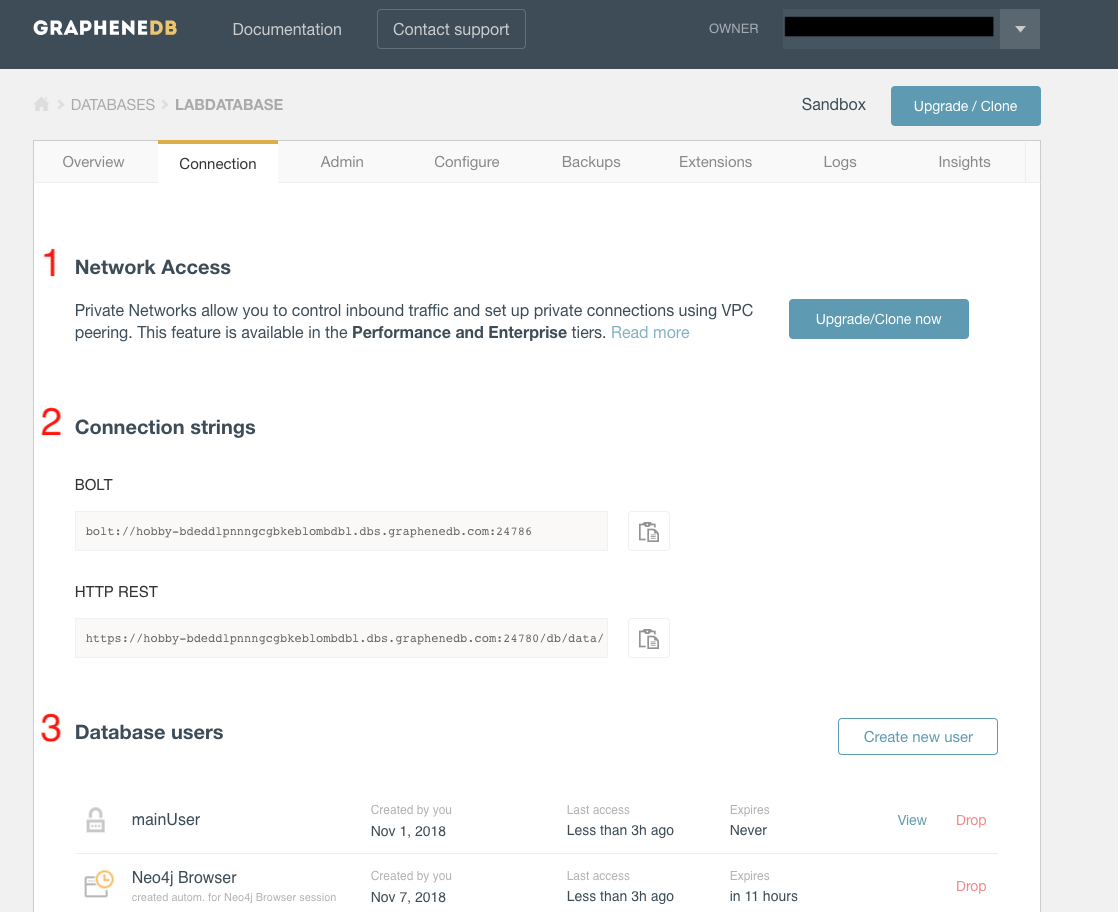 GRAPHENEDB
Documentation
Contact support
OWNER
DATABASES
LABDATABASE
Sandbox
Upgrade / Clone
Overview
Connection
Admin
Configure
Backups
Extensions
Logs
Insights
1
Network Access
Private Networks allow you to control inbound traffic and set up private connections using VPC
peering. This feature is available in the Performance and Enterprise tiers. Read more
Upgrade/Clone now
2
Connection strings
BOLT
bolt://hobby-bdeddlpnnngcgbkeblombdbl.dbs.graphenedb.com:24786
HTTP REST
https://hobby-bdeddlpnnngcgbkeblombdbl.dbs.graphenedb.com:24780/db/data/
3
Database users
Create new user
mainUser
Created by you
Nov 1, 2018
Last access
Less than 3h ago
Expires
Never
View
Drop
Neo4j Browser
created autom. for Neo4j Browser session
Created by you
Nov 7, 2018
Last access
Less than 3h ago
Expires
in 11 hours
Drop